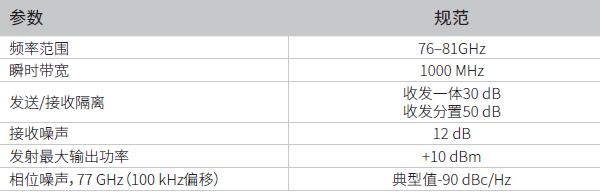 参数 规范
频率范围 76–81GHz
瞬时带宽 1000 MHz
发送/接收隔离 收发一体30 dB
收发分置50 dB
接收噪声 12 dB
发射最大输出功率 +10 dBm
相位噪声，77 GHz（100 kHz偏移） 典型值-90 dBc/Hz